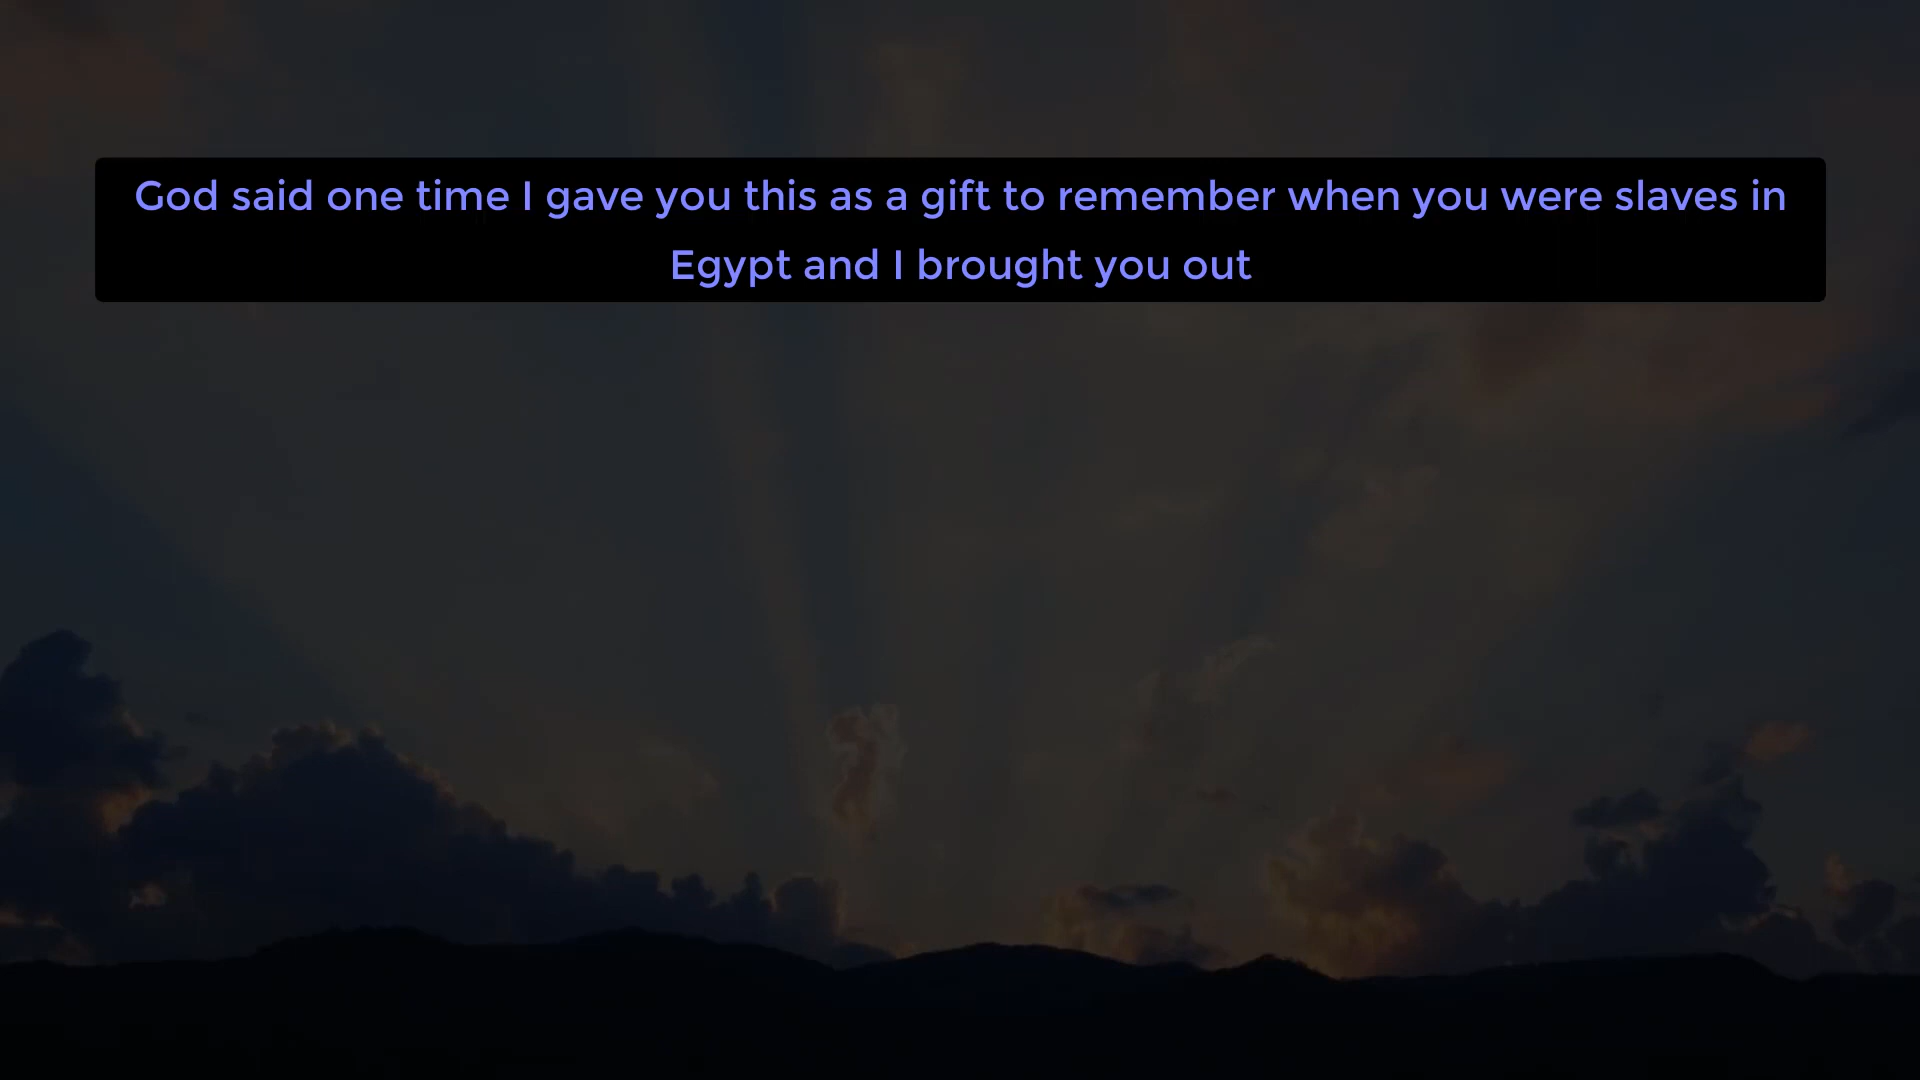 God said one time I gave you this as a gift to remember when you were slaves in
Egypt and I brought you out